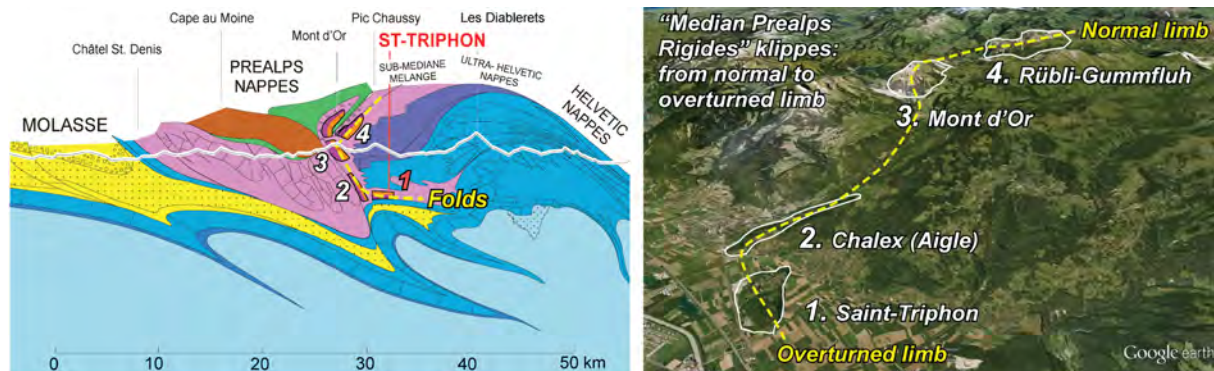 Cape au Moine
Pic Chaussy
Les Diablerets
Châtel St. Denis
Mont d'Or
ST-TRIPHON
PREALPS
NAPPES
SUB-MEDIANE
MELANGE
ULTRA- HELVETIC
NAPPES
MOLASSE
HELVETIC
NAPPES
4
3
2
1
Folds
0
10
20
30
40
50 km
“Median Prealps
Rigides” klippes:
from normal to
overturned limb
Normal limb
4. Rübli-Gummfluh
3. Mont d'Or
2. Chalex (Aigle)
1. Saint-Triphon
Overturned limb
Google earth